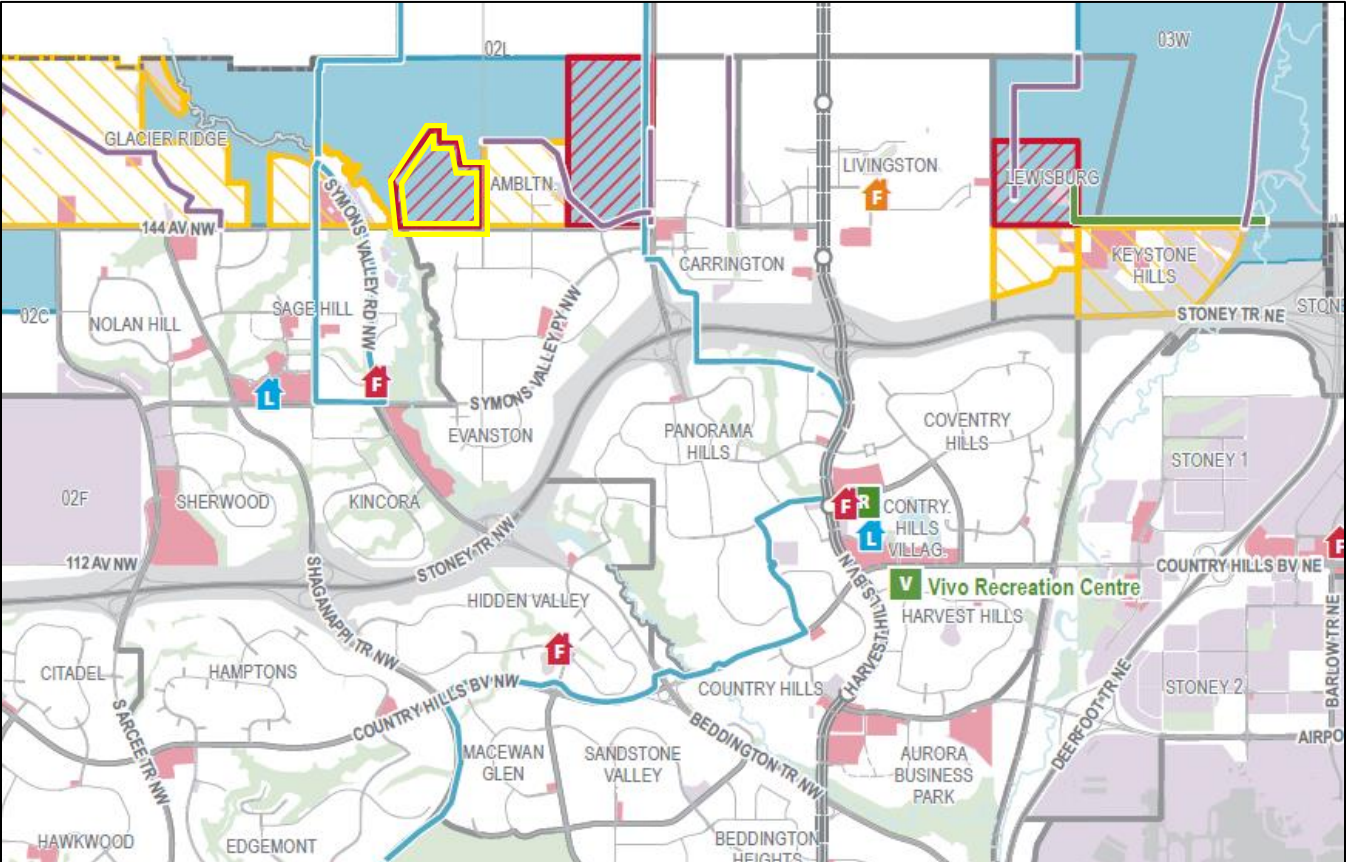 02L
03W
GLACIER RIDGE
AMBLTN.
LIVINGSTON
F
LEWISBURG
144 AV NW
SYMONS VALLEY RD NW
CARRINGTON
KEYSTONE
HILLS
02C
NOLAN HILL
SAGE HILL
STONEY TR NE
STONE
SYMONS VALLEY PY NW
L
F
EVANSTON
PANORAMA
HILLS
COVENTRY
HILLS
STONEY 1
02F
SHERWOOD
KINCORA
F
R
CONTRY.
HILLS
VILLAG.
L
F
112 AV NW
STONEY TR NW
COUNTRY HILLS BV NE
SHAGANAPPI TR NW
HIDDEN VALLEY
V
Vivo Recreation Centre
HARVEST HILLS BV N
HARVEST HILLS
F
CITADEL
HAMPTONS
COUNTRY HILLS BV NW
COUNTRY HILLS
STONEY 2
BARLOW TR NE
SARCEE TR NW
BEDDINGTON TR NW
DEERFOOT TR NE
AIRPO
MACEWAN
GLEN
SANDSTONE
VALLEY
AURORA
BUSINESS
PARK
HAWKWOOD
EDGEMONT
BEDDINGTON
HEIGHTS